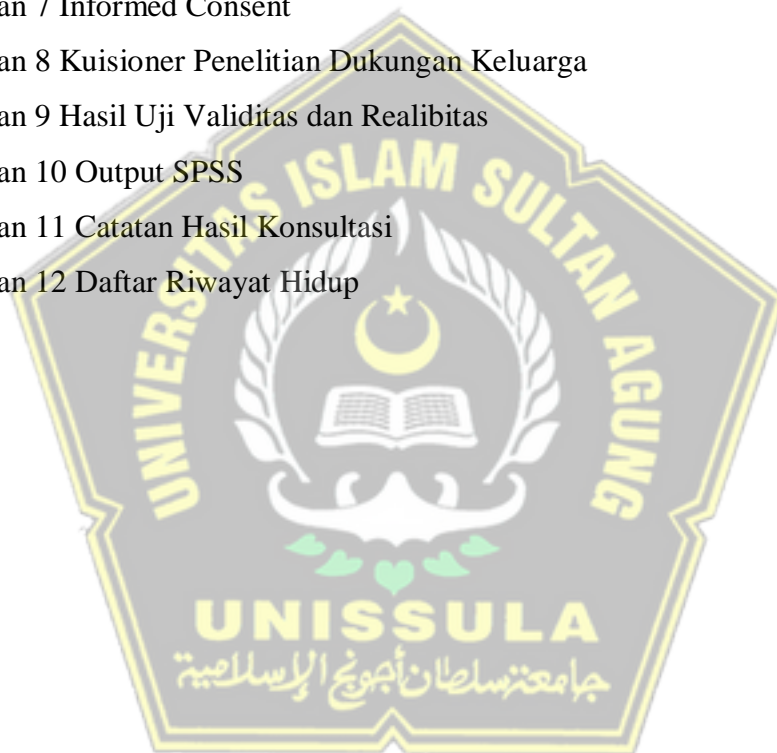 an 7 Informed Consent
an 8 Kuisioner Penelitian Dukungan Keluarga
an 9 Hasil Uji Validitas dan Realibitas
an 10 Output SPSS
an 11 Catatan Hasil Konsultasi
an 12 Daftar Riwayat Hidup
UNIVERSITAS ISLAM SULTAN AGUNG
UNISSULA
جامعة سلطان أجونج الإسلامية